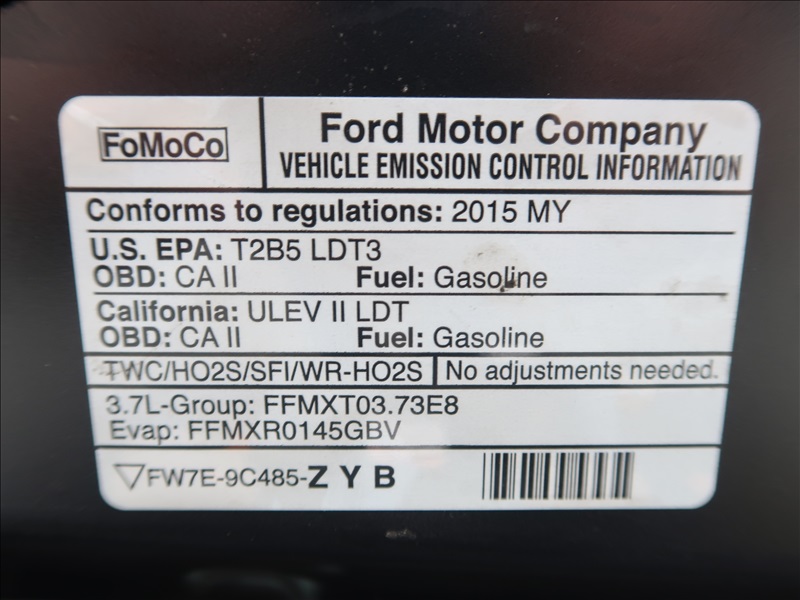 FoMoCo
Ford Motor Company
VEHICLE EMISSION CONTROL INFORMATION
Conforms to regulations: 2015 MY
U.S. EPA: T2B5 LDT3
OBD: CA II Fuel: Gasoline
California: ULEV II LDT
OBD: CA II Fuel: Gasoline
TWC/HO2S/SFI/WR-HO2S No adjustments needed.
3.7L-Group: FFMXT03.73E8
Evap: FFMXR0145GBV
FW7E-9C485-Z Y B